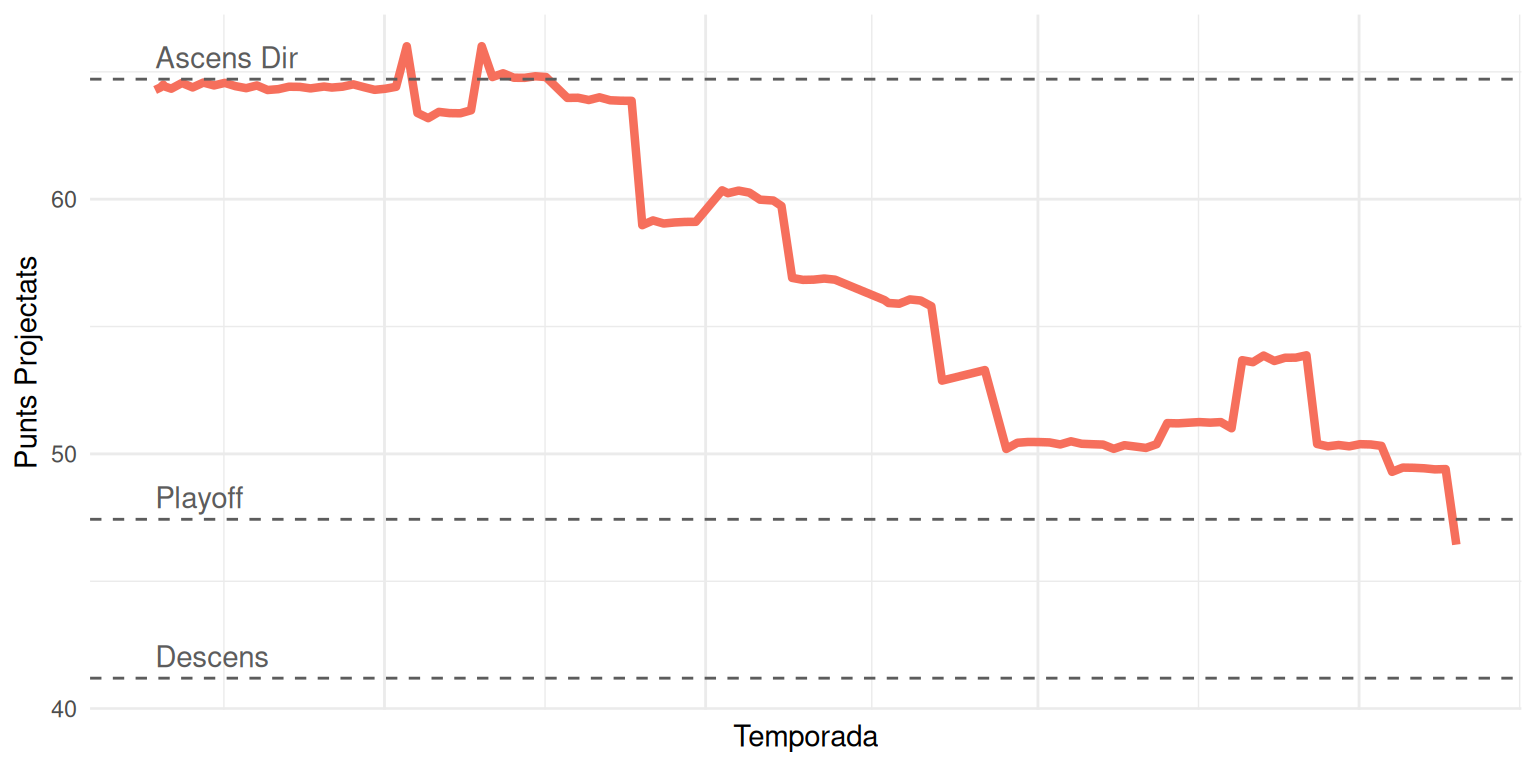 Ascens Dir
60
50
Playoff
Descens
40
Punts Projectats
Temporada